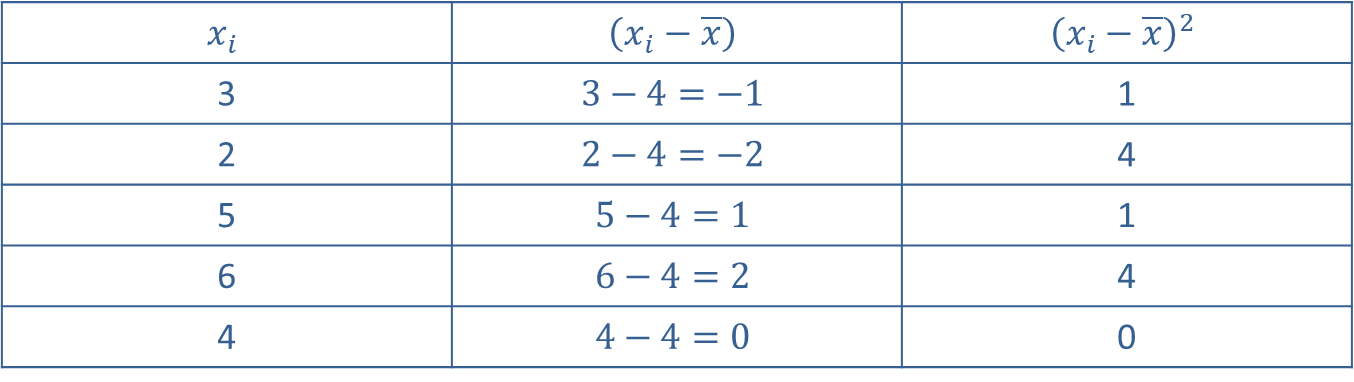 xᵢ (xᵢ − x̅) (xᵢ − x̅)²
3 3 − 4 = −1 1
2 2 − 4 = −2 4
5 5 − 4 = 1 1
6 6 − 4 = 2 4
4 4 − 4 = 0 0